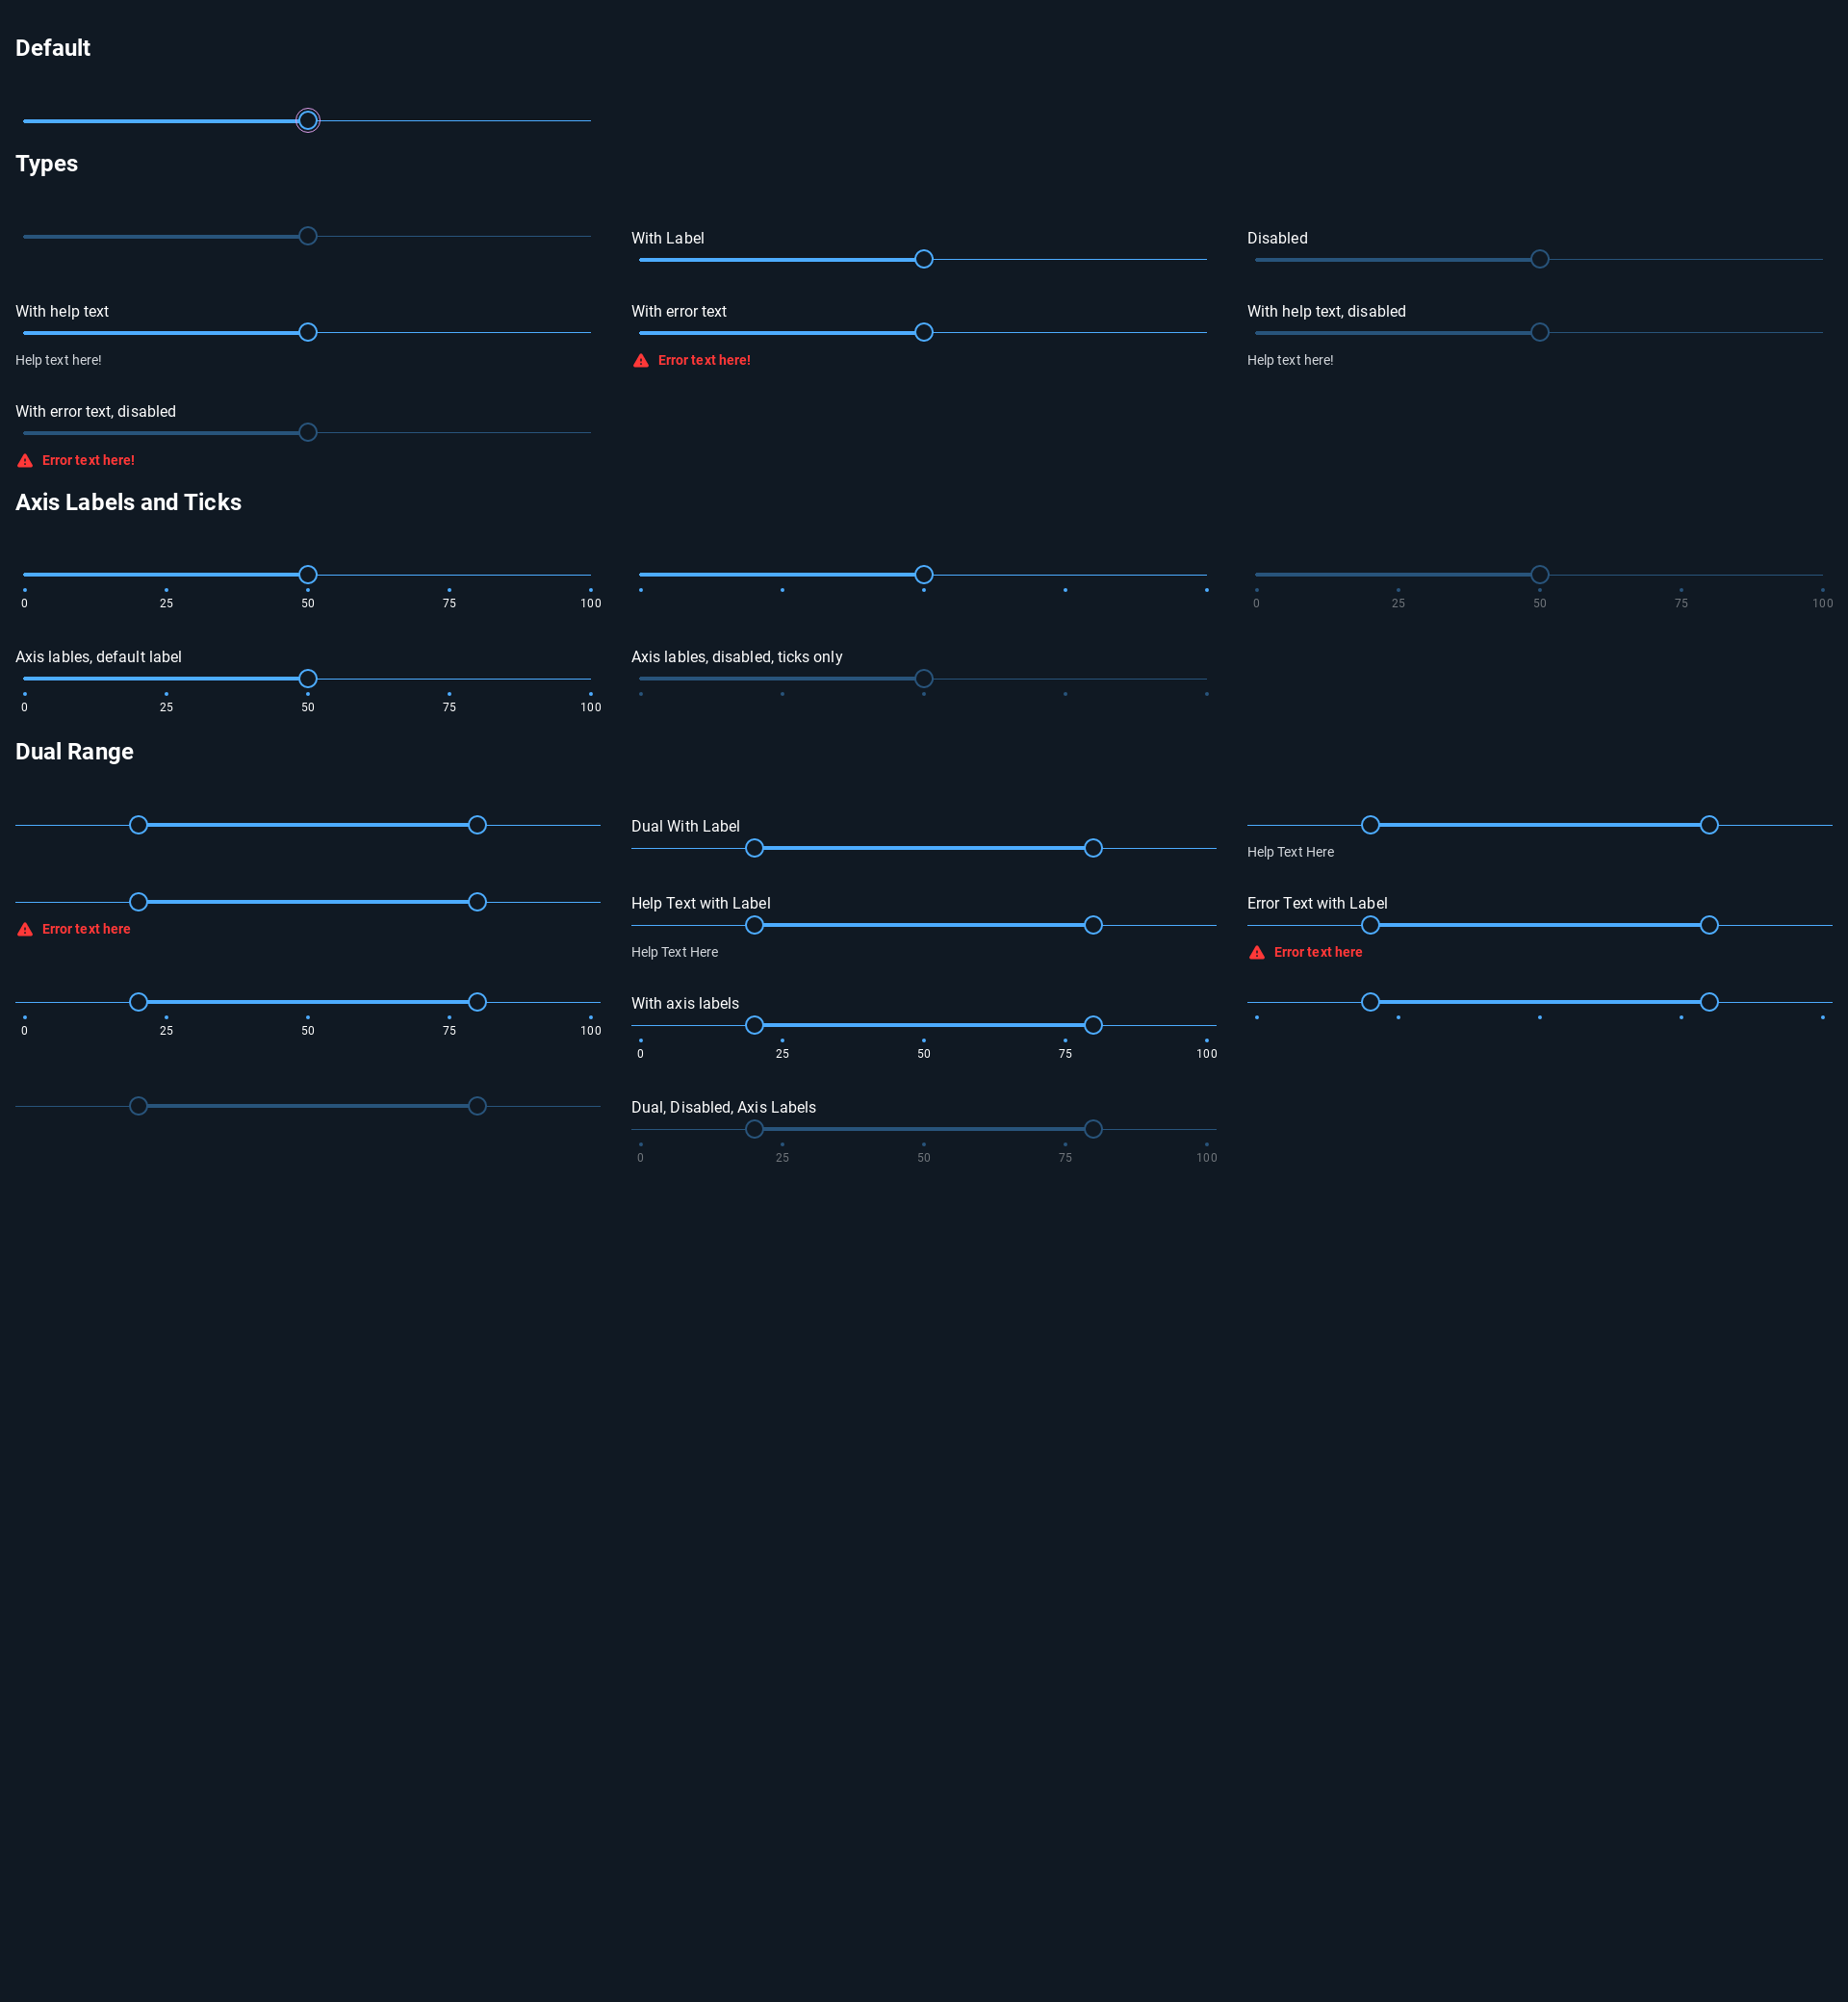 Default
Types
With Label
Disabled
With help text
With error text
With help text, disabled
Help text here!
Error text here!
Help text here!
With error text, disabled
Error text here!
Axis Labels and Ticks
0 25 50 75 100
0 25 50 75 100
Axis lables, default label
Axis lables, disabled, ticks only
0 25 50 75 100
Dual Range
Dual With Label
Help Text Here
Help Text with Label
Error Text with Label
Error text here
Help Text Here
Error text here
With axis labels
0 25 50 75 100
0 25 50 75 100
Dual, Disabled, Axis Labels
0 25 50 75 100